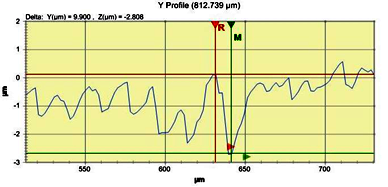 Y Profile (812.739 µm)
Delta: Y(µm) = 9.900 , Z(µm) = -2.808
2
R
1
M
0
µm
-1
-2
-3
550
600
650
700
µm